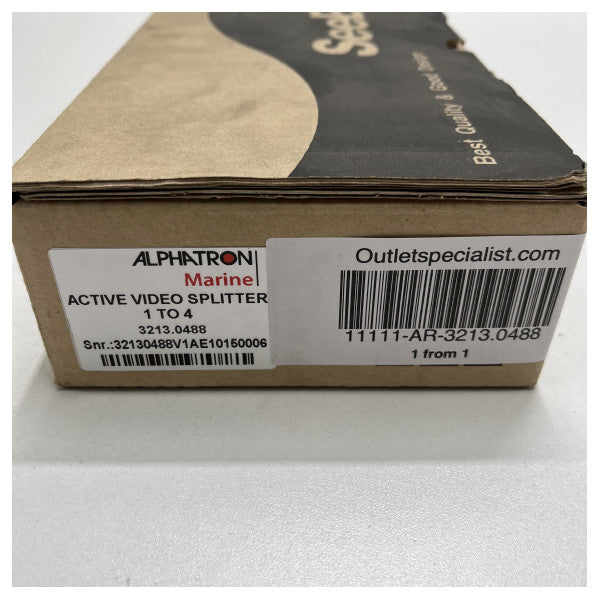 Best Quality & Good Design
ALPHATRON
Marine
ACTIVE VIDEO SPLITTER
1 TO 4
3213.0488
Snr.:32130488V1AE10150006
Outletspecialist.com
11111-AR-3213.0488
1 from 1